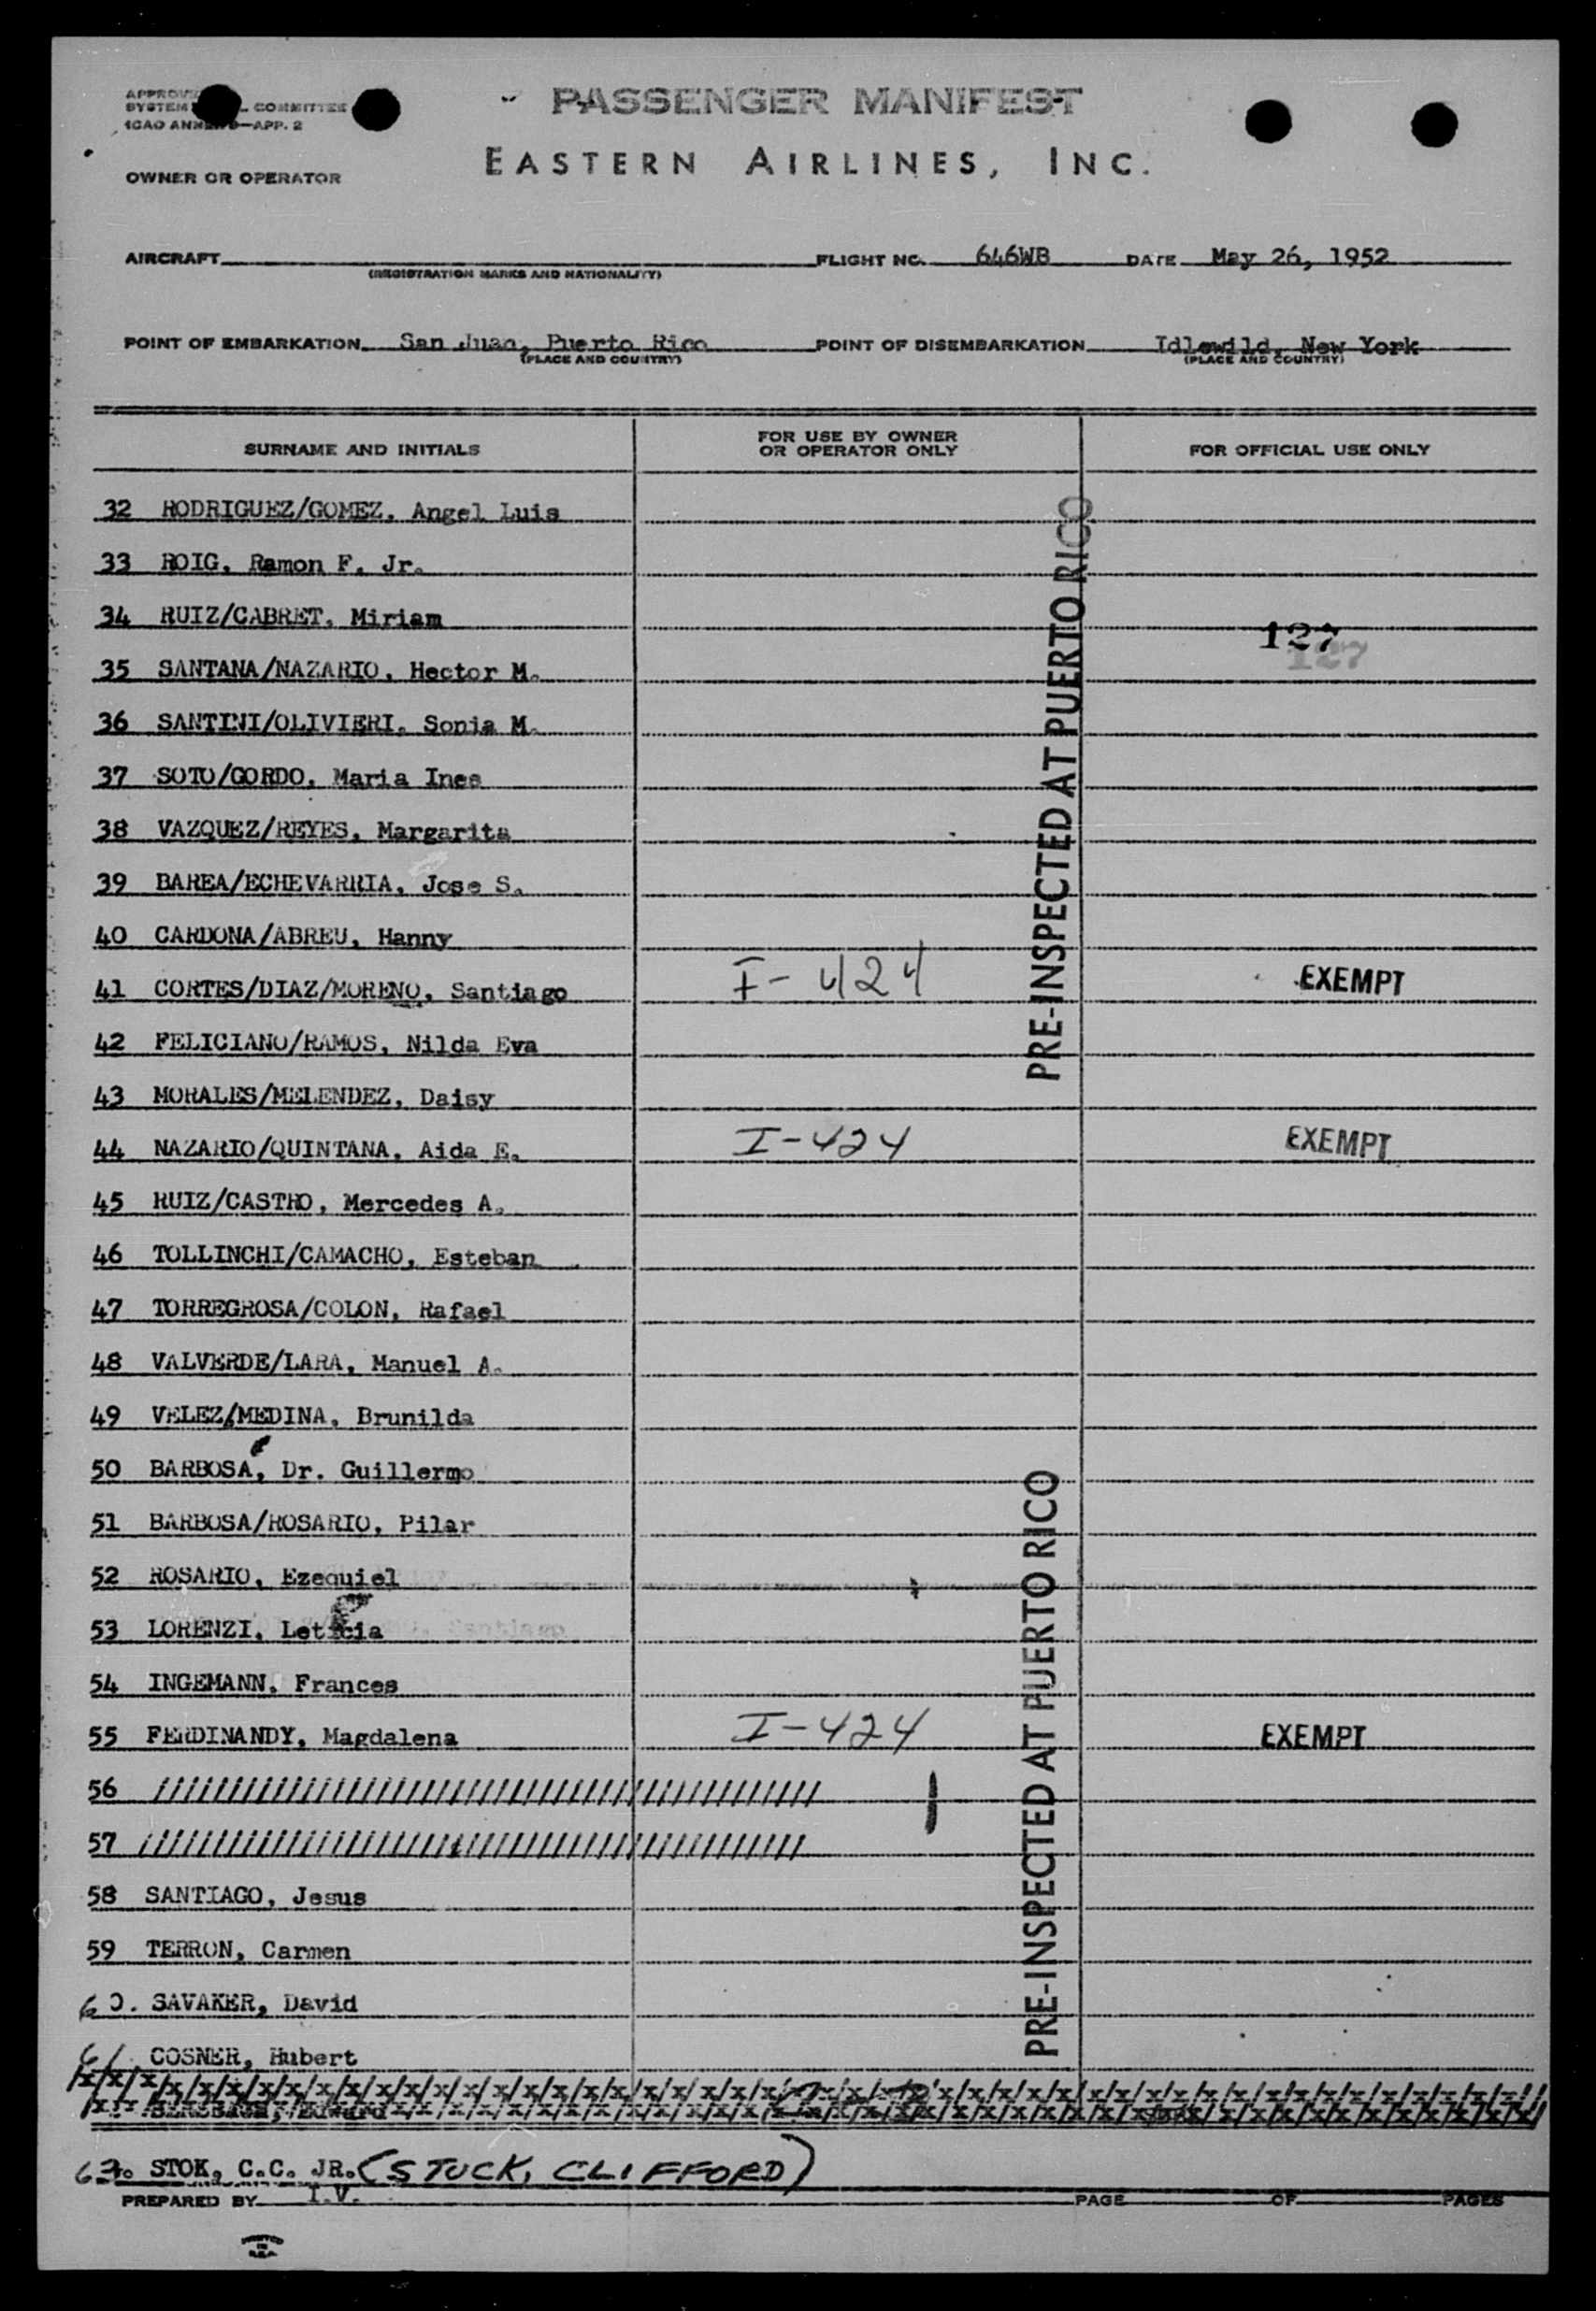 PASSENGER MANIFEST
COMMITTEE
APP. 2
EASTERN AIRLINES, INC.
OWNER OR OPERATOR
AIRCRAFT FLIGHT NO. 646WB DATE May 26, 1952
(REGISTRATION MARKS AND NATIONALITY)
POINT OF EMBARKATION San Juan, Puerto Rico POINT OF DISEMBARKATION Idlewild, New York
(PLACE AND COUNTRY) (PLACE AND COUNTRY)
SURNAME AND INITIALS FOR USE BY OWNER OR OPERATOR ONLY FOR OFFICIAL USE ONLY
32 RODRIGUEZ/GOMEZ, Angel Luis
33 ROIG, Ramon F. Jr.
34 RUIZ/CABRET, Miriam
127
127
35 SANTANA/NAZARIO, Hector M.
36 SANTINI/OLIVIERI, Sonia M.
37 SOTO/GORDO, Maria Ines
38 VAZQUEZ/REYES, Margarita
39 BAREA/ECHEVARRIA, Jose S.
40 CARDONA/ABREU, Hanny
41 CORTES/DIAZ/MORENO, Santiago I-424 EXEMPT
42 FELICIANO/RAMOS, Nilda Eva
PRE-INSPECTED AT PUERTO RICO
43 MORALES/MELENDEZ, Daisy
44 NAZARIO/QUINTANA, Aida E. I-424 EXEMPT
45 RUIZ/CASTRO, Mercedes A.
46 TOLLINCHI/CAMACHO, Esteban
47 TORREGROSA/COLON, Rafael
48 VALVERDE/LARA, Manuel A.
49 VELEZ/MEDINA, Brunilda
50 BARBOSA, Dr. Guillermo
51 BARBOSA/ROSARIO, Pilar
52 ROSARIO, Ezequiel
53 LORENZI, Leticia
54 INGEMANN, Frances
55 FERDINANDY, Magdalena I-424 EXEMPT
56 /////////////////////////////////////////////
57 /////////////////////////////////////////////
58 SANTIAGO, Jesus
59 TERRON, Carmen
60. SAVAKER, David
61. COSNER, Hubert
PRE-INSPECTED AT PUERTO RICO
62. STOK, C.C. JR. (STUCK, CLIFFORD)
PREPARED BY I.V. PAGE OF PAGES
PRINTED
IN
U.S.A.